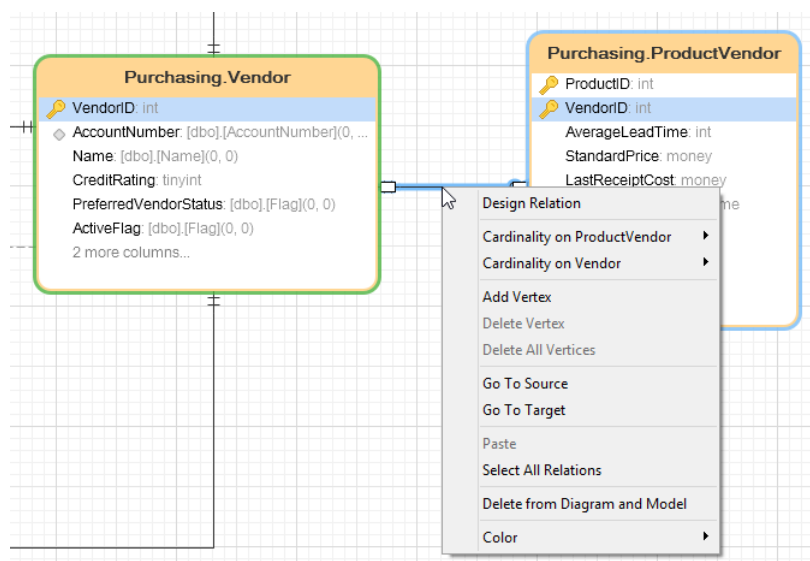 Purchasing.Vendor
VendorID: int
AccountNumber: [dbo].[AccountNumber](0, ...
Name: [dbo].[Name](0, 0)
CreditRating: tinyint
PreferredVendorStatus: [dbo].[Flag](0, 0)
ActiveFlag: [dbo].[Flag](0, 0)
2 more columns...
Purchasing.ProductVendor
ProductID: int
VendorID: int
AverageLeadTime: int
StandardPrice: money
LastReceiptCost: money
Design Relation
Cardinality on ProductVendor
Cardinality on Vendor
Add Vertex
Delete Vertex
Delete All Vertices
Go To Source
Go To Target
Paste
Select All Relations
Delete from Diagram and Model
Color